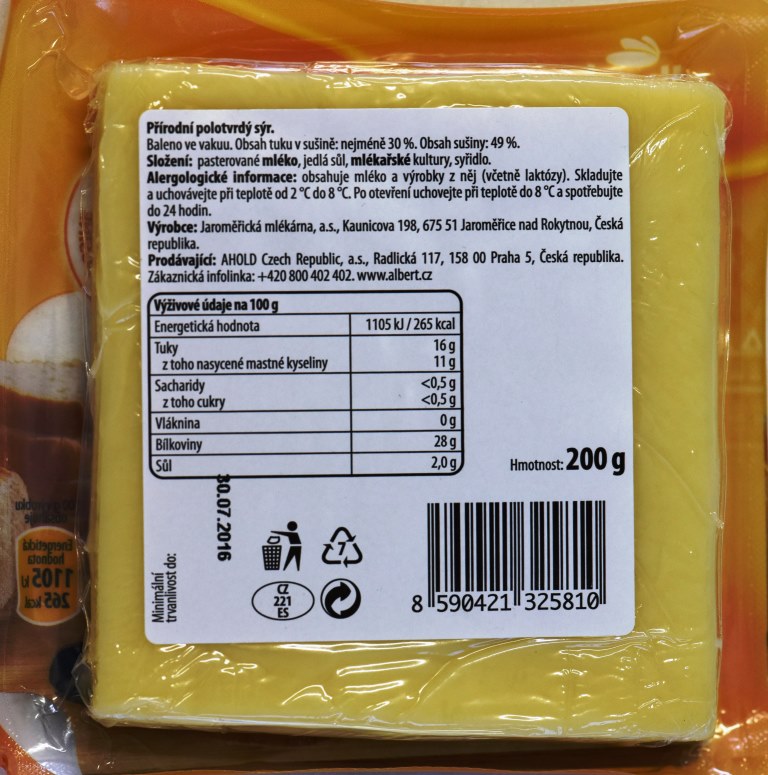 Přírodní polotvrdý sýr.
Baleno ve vakuu. Obsah tuku v sušině: nejméně 30 %. Obsah sušiny: 49 %.
Složení: pasterované mléko, jedlá sůl, mlékařské kultury, syřidlo.
Alergologické informace: obsahuje mléko a výrobky z něj (včetně laktózy). Skladujte
a uchovávejte při teplotě od 2 °C do 8 °C. Po otevření uchovejte při teplotě do 8 °C a spotřebujte
do 24 hodin.
Výrobce: Jaroměřická mlékárna, a.s., Kaunicova 198, 675 51 Jaroměřice nad Rokytnou, Česká
republika.
Prodávající: AHOLD Czech Republic, a.s., Radlická 117, 158 00 Praha 5, Česká republika.
Zákaznická infolinka: +420 800 402 402. www.albert.cz
Výživové údaje na 100 g
Energetická hodnota 1105 kJ / 265 kcal
Tuky 16 g
z toho nasycené mastné kyseliny 11 g
Sacharidy <0,5 g
z toho cukry <0,5 g
Vláknina 0 g
Bílkoviny 28 g
Sůl 2,0 g
Hmotnost: 200 g
Minimální
trvanlivost do:
30.07.2016
7
CZ
221
ES
8 590421 325810
Energetická
hodnota
1105 kJ
265 kcal